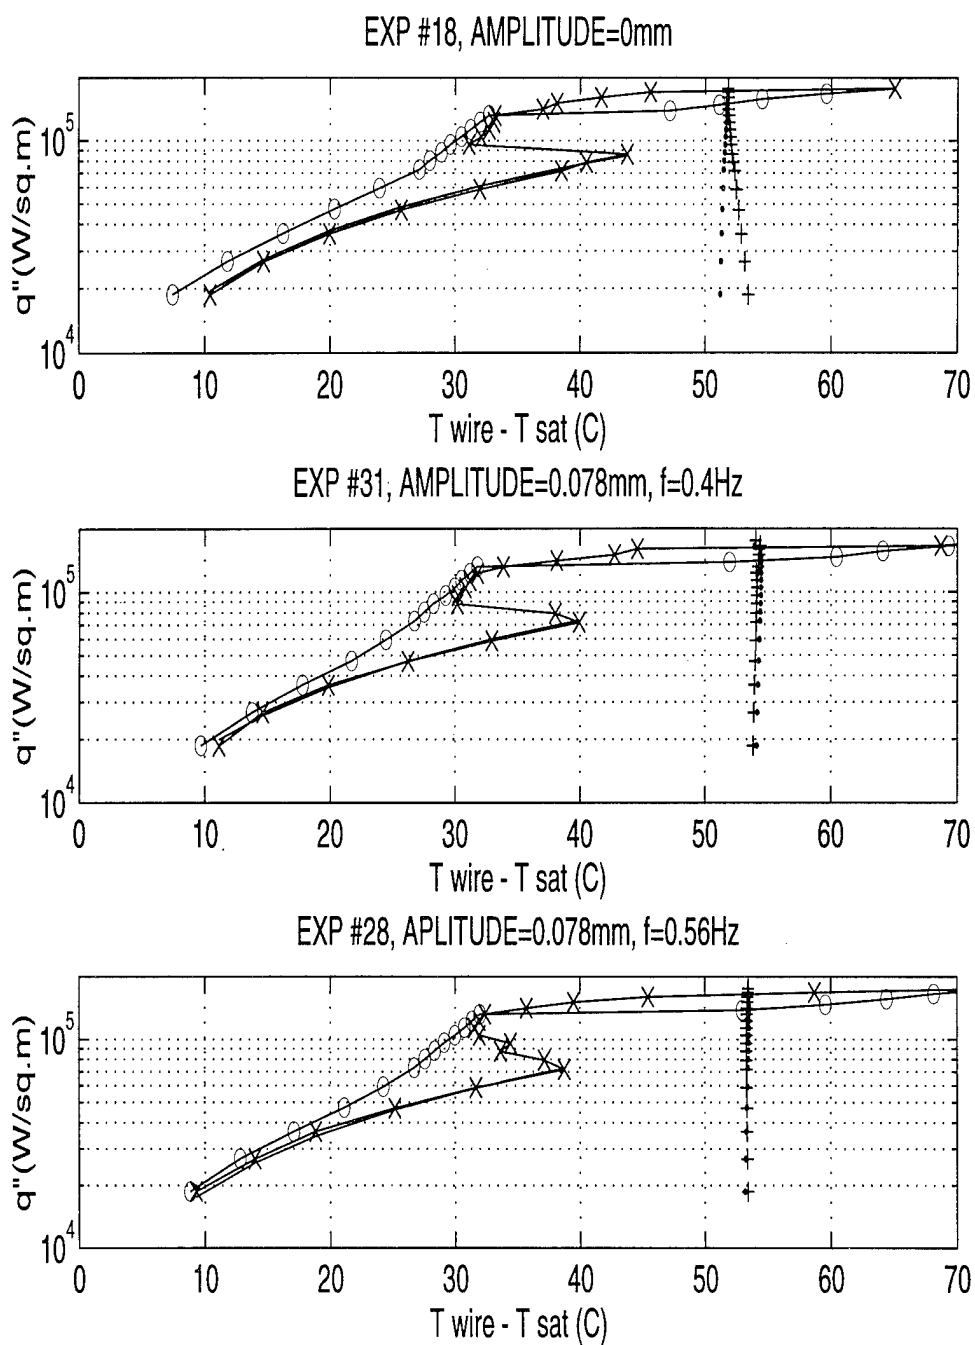 EXP #18, AMPLITUDE=0mm
q"(W/sq.m)
10^5
10^4
0 10 20 30 40 50 60 70
T wire - T sat (C)
EXP #31, AMPLITUDE=0.078mm, f=0.4Hz
q"(W/sq.m)
10^5
10^4
0 10 20 30 40 50 60 70
T wire - T sat (C)
EXP #28, APLITUDE=0.078mm, f=0.56Hz
q"(W/sq.m)
10^5
10^4
0 10 20 30 40 50 60 70
T wire - T sat (C)